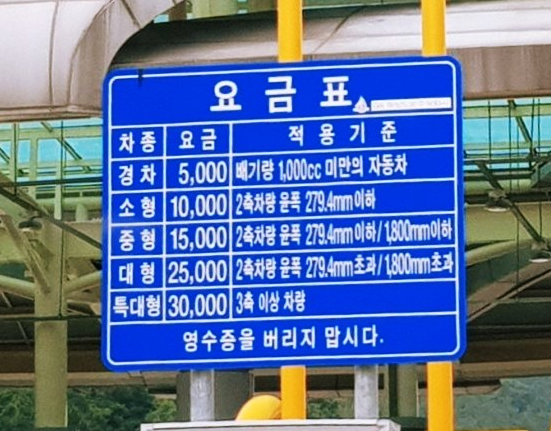 요금표
차종 요금 적용기준
경차 5,000 배기량 1,000cc 미만의 자동차
소형 10,000 2축차량 윤폭 279.4mm이하
중형 15,000 2축차량 윤폭 279.4mm이하/1,800mm이하
대형 25,000 2축차량 윤폭 279.4mm초과/1,800mm초과
특대형 30,000 3축 이상 차량
영수증을 버리지 맙시다.